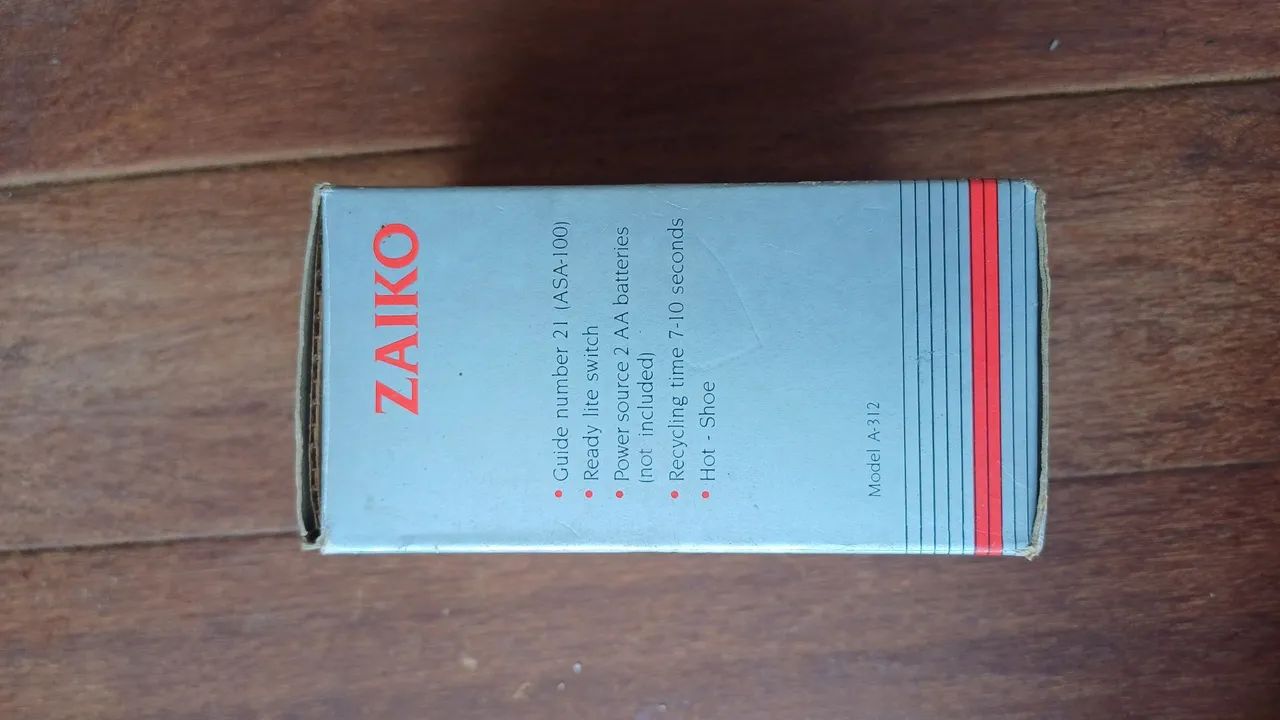 ZAIKO
• Guide number 21 (ASA-100)
• Ready lite switch
• Power source 2 AA batteries
(not included)
• Recycling time 7-10 seconds
• Hot - Shoe
Model A-312